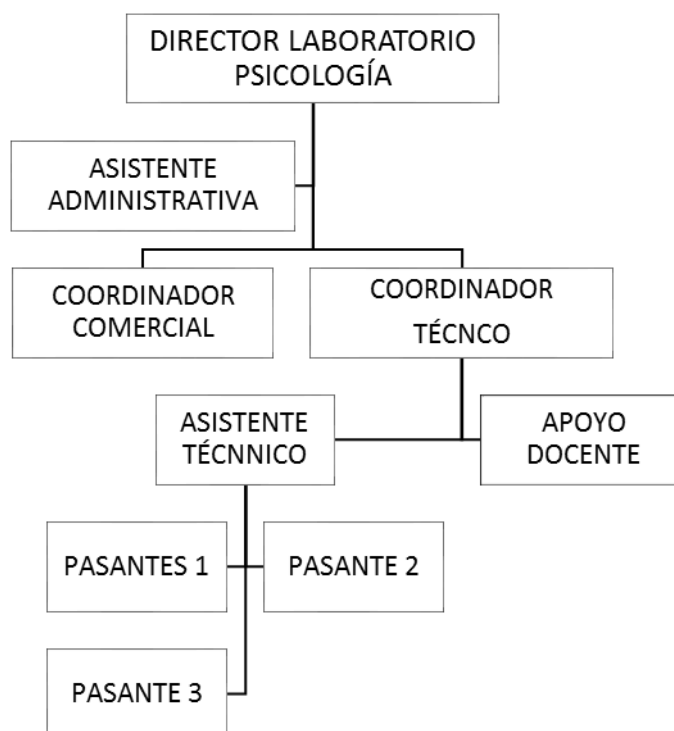 DIRECTOR LABORATORIO
PSICOLOGÍA
ASISTENTE
ADMINISTRATIVA
COORDINADOR
COMERCIAL
COORDINADOR
TÉCNCO
ASISTENTE
TÉCNNICO
APOYO
DOCENTE
PASANTES 1
PASANTE 2
PASANTE 3